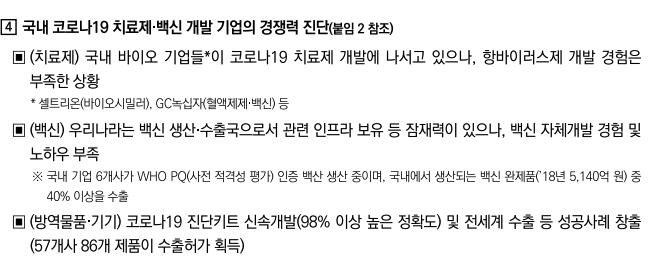 4 국내 코로나19 치료제·백신 개발 기업의 경쟁력 진단(붙임 2 참조)
▣ (치료제) 국내 바이오 기업들*이 코로나19 치료제 개발에 나서고 있으나, 항바이러스제 개발 경험은
부족한 상황
* 셀트리온(바이오시밀러), GC녹십자(혈액제제·백신) 등
▣ (백신) 우리나라는 백신 생산·수출국으로서 관련 인프라 보유 등 잠재력이 있으나, 백신 자체개발 경험 및
노하우 부족
※ 국내 기업 6개사가 WHO PQ(사전 적격성 평가) 인증 백산 생산 중이며, 국내에서 생산되는 백신 완제품('18년 5,140억 원) 중
40% 이상을 수출
▣ (방역물품·기기) 코로나19 진단키트 신속개발(98% 이상 높은 정확도) 및 전세계 수출 등 성공사례 창출
(57개사 86개 제품이 수출허가 획득)